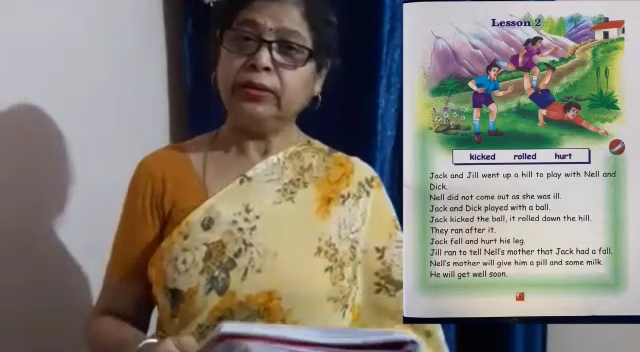 Lesson 2
kicked rolled hurt
Jack and Jill went up a hill to play with Nell and
Dick.
Nell did not come out as she was ill.
Jack and Dick played with a ball.
Jack kicked the ball, it rolled down the hill.
They ran after it.
Jack fell and hurt his leg.
Jill ran to tell Nell's mother that Jack had a fall.
Nell's mother will give him a pill and some milk.
He will get well soon.